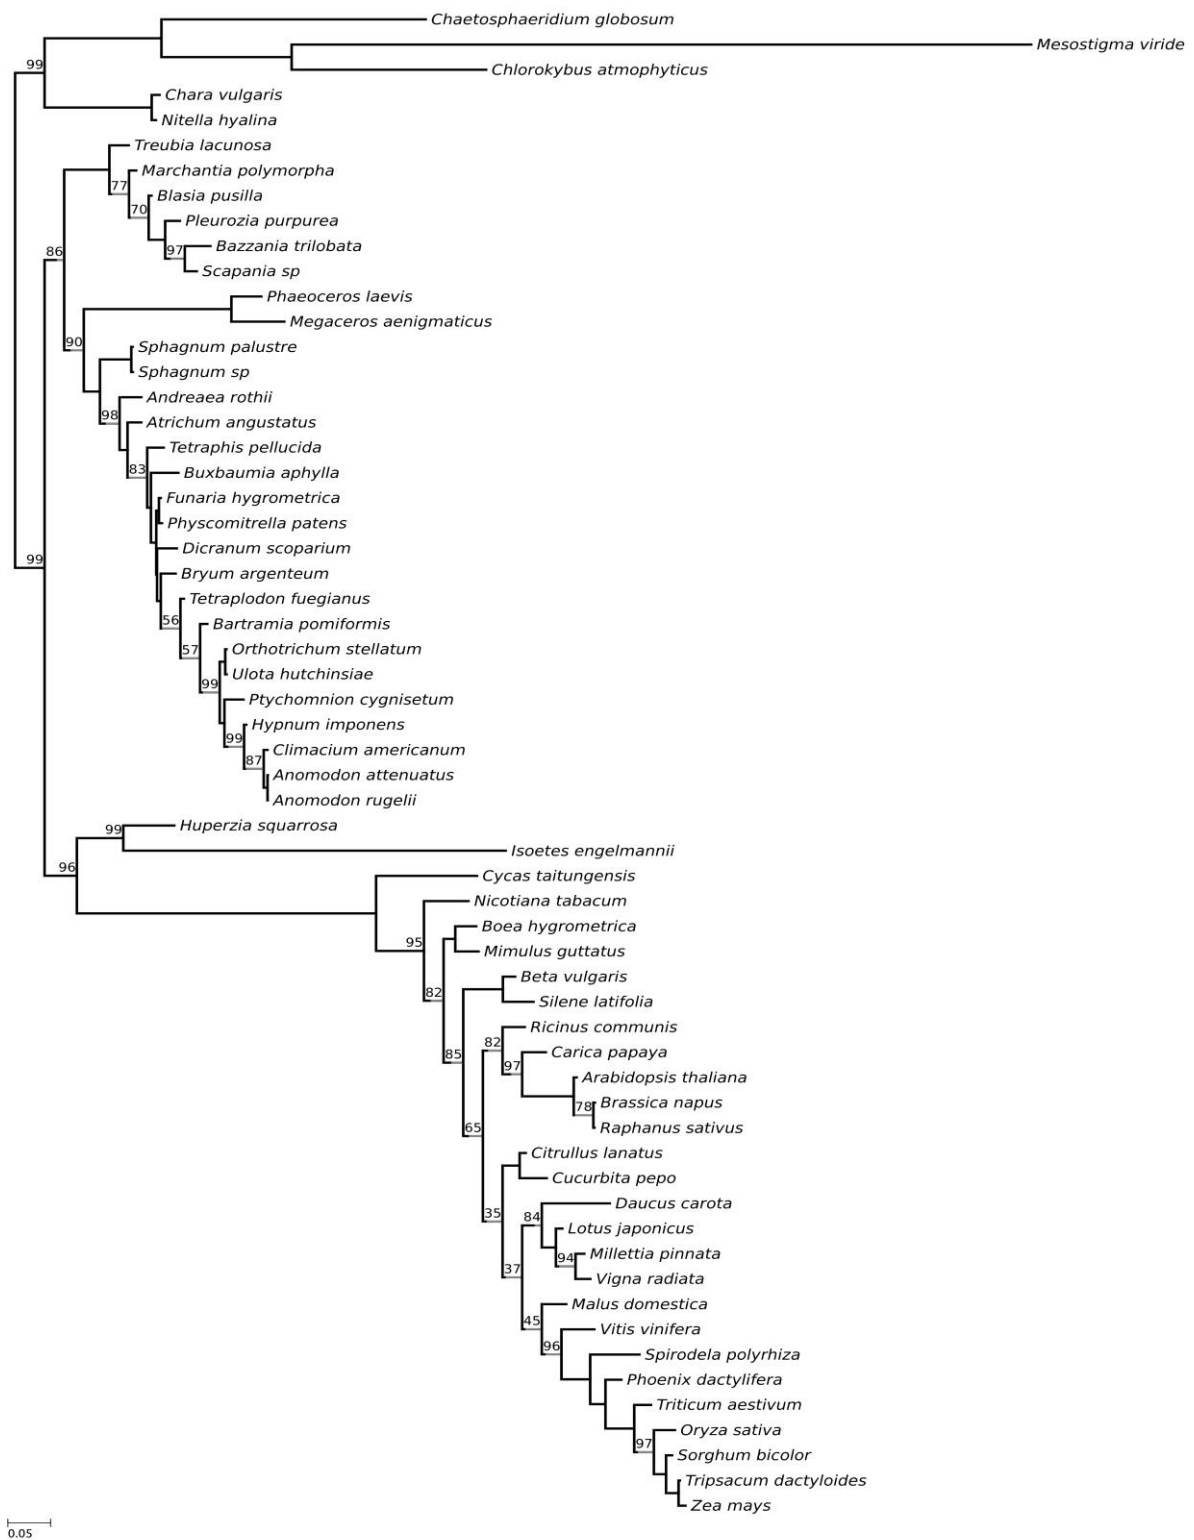 Chaetosphaeridium globosum
Mesostigma viride
99
Chlorokybus atmophyticus
Chara vulgaris
Nitella hyalina
Treubia lacunosa
Marchantia polymorpha
77
Blasia pusilla
70
Pleurozia purpurea
Bazzania trilobata
86
97
Scapania sp
Phaeoceros laevis
Megaceros aenigmaticus
90
Sphagnum palustre
Sphagnum sp
Andreaea rothii
98
Atrichum angustatus
Tetraphis pellucida
83
Buxbaumia aphylla
Funaria hygrometrica
Physcomitrella patens
Dicranum scoparium
99
Bryum argenteum
Tetraplodon fuegianus
56
Bartramia pomiformis
57
Orthotrichum stellatum
Ulota hutchinsiae
99
Ptychomnion cygnisetum
Hypnum imponens
99
Climacium americanum
87
Anomodon attenuatus
Anomodon rugelii
Huperzia squarrosa
99
Isoetes engelmannii
96
Cycas taitungensis
Nicotiana tabacum
Boea hygrometrica
95
Mimulus guttatus
Beta vulgaris
82
Silene latifolia
Ricinus communis
82
Carica papaya
85
97
Arabidopsis thaliana
Brassica napus
78
Raphanus sativus
65
Citrullus lanatus
Cucurbita pepo
Daucus carota
35
84
Lotus japonicus
Millettia pinnata
94
37
Vigna radiata
Malus domestica
45
Vitis vinifera
96
Spirodela polyrhiza
Phoenix dactylifera
Triticum aestivum
Oryza sativa
97
Sorghum bicolor
Tripsacum dactyloides
Zea mays
0.05